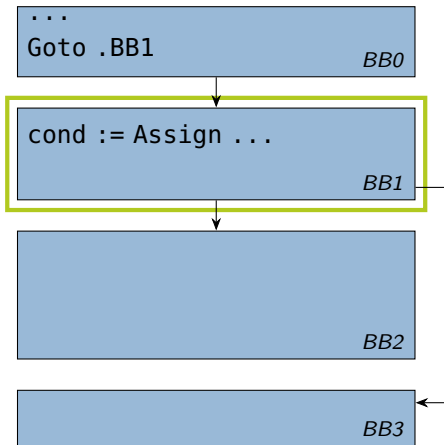 ...
Goto .BB1
BB0
cond := Assign ...
BB1
BB2
BB3